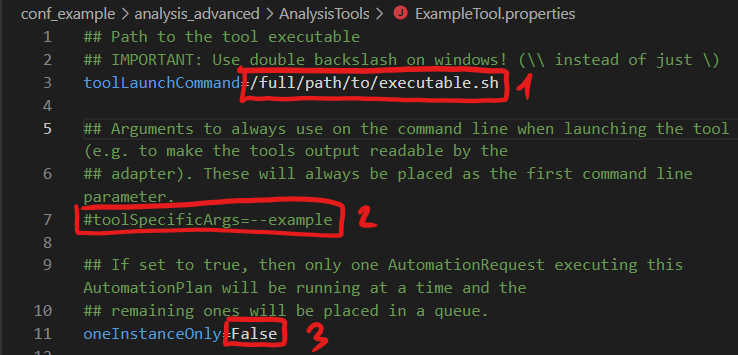 conf_example > analysis_advanced > AnalysisTools > J ExampleTool.properties
1 ## Path to the tool executable
2 ## IMPORTANT: Use double backslash on windows! (\\ instead of just \)
3 toolLaunchCommand=/full/path/to/executable.sh 1
4
5 ## Arguments to always use on the command line when launching the tool
(e.g. to make the tools output readable by the
6 ## adapter). These will always be placed as the first command line
parameter.
7 #toolSpecificArgs=--example 2
8
9 ## If set to true, then only one AutomationRequest executing this
AutomationPlan will be running at a time and the
10 ## remaining ones will be placed in a queue.
11 oneInstanceOnly=False 3